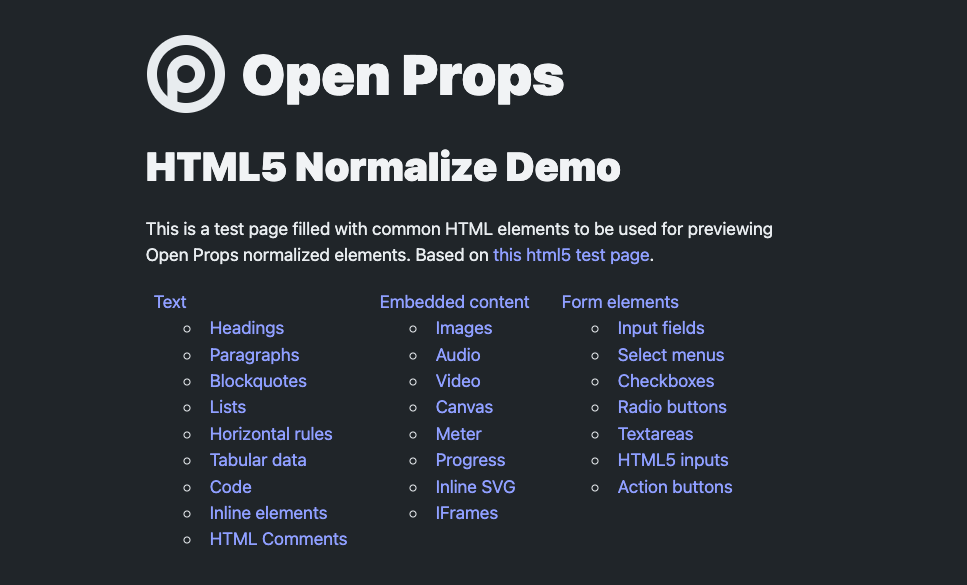 Open Props
HTML5 Normalize Demo
This is a test page filled with common HTML elements to be used for previewing
Open Props normalized elements. Based on this html5 test page.
Text
Headings
Paragraphs
Blockquotes
Lists
Horizontal rules
Tabular data
Code
Inline elements
HTML Comments
Embedded content
Images
Audio
Video
Canvas
Meter
Progress
Inline SVG
IFrames
Form elements
Input fields
Select menus
Checkboxes
Radio buttons
Textareas
HTML5 inputs
Action buttons